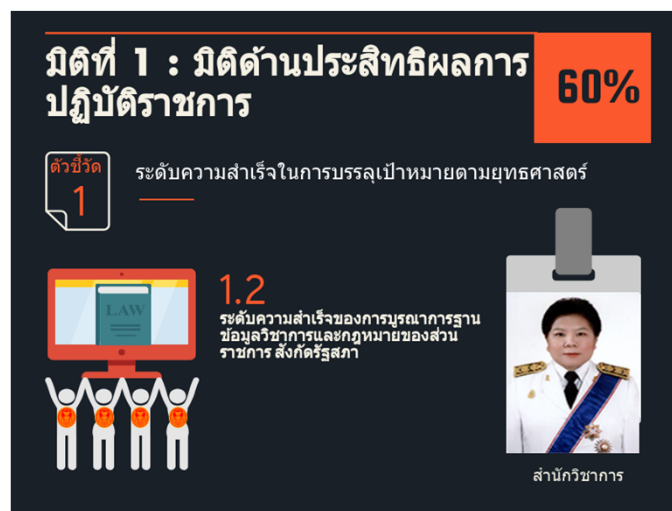 มิติที่ 1 : มิติด้านประสิทธิผลการ
ปฏิบัติราชการ
60%
ตัวชี้วัด
1
ระดับความสำเร็จในการบรรลุเป้าหมายตามยุทธศาสตร์
LAW
1.2
ระดับความสำเร็จของการบูรณาการฐาน
ข้อมูลวิชาการและกฎหมายของส่วน
ราชการ สังกัดรัฐสภา
สำนักวิชาการ